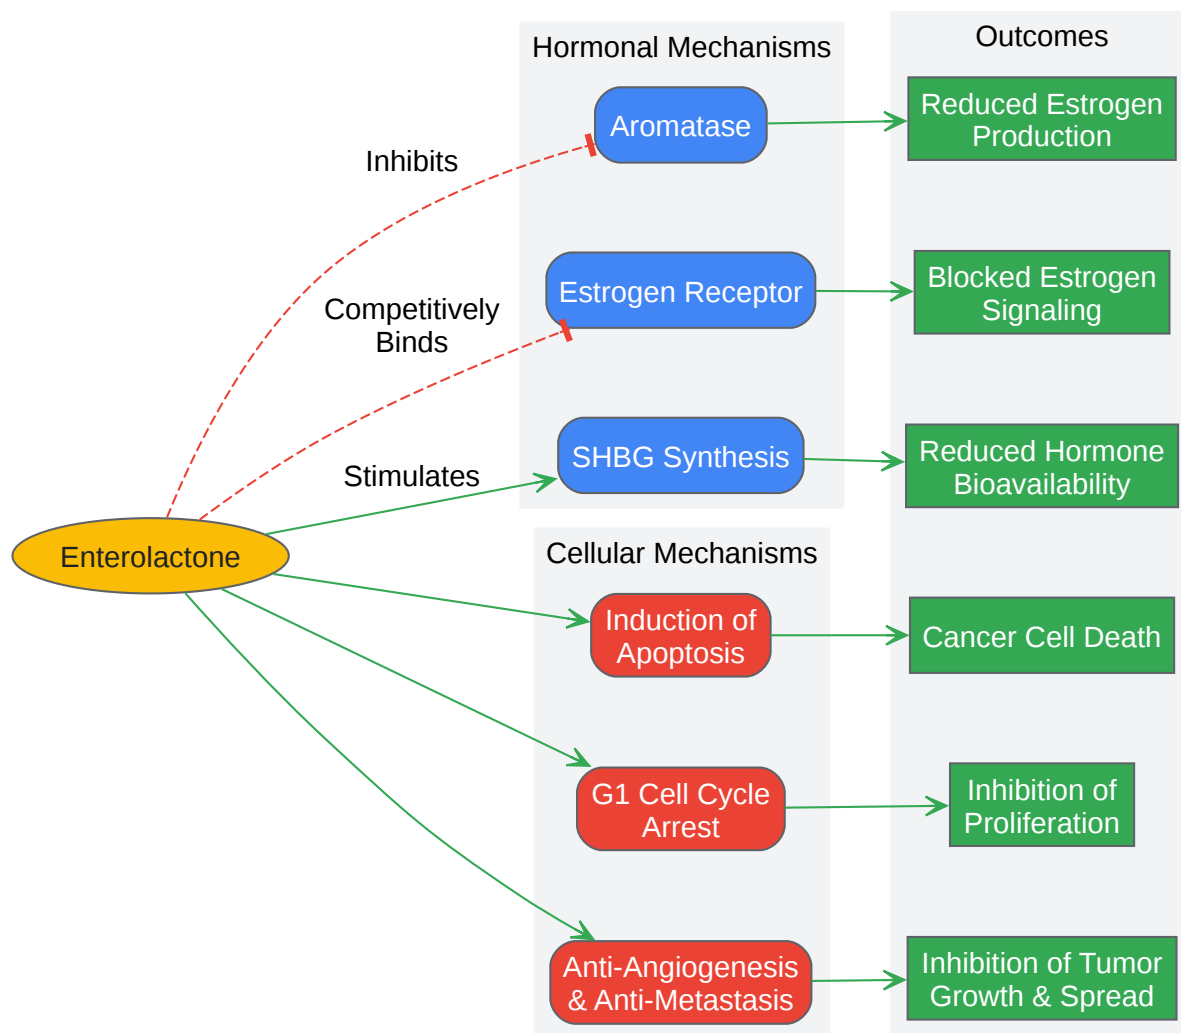 Hormonal Mechanisms
Outcomes
Inhibits
Aromatase
Reduced Estrogen
Production
Competitively
Binds
Estrogen Receptor
Blocked Estrogen
Signaling
Stimulates
SHBG Synthesis
Reduced Hormone
Bioavailability
Enterolactone
Cellular Mechanisms
Induction of
Apoptosis
Cancer Cell Death
G1 Cell Cycle
Arrest
Inhibition of
Proliferation
Anti-Angiogenesis
& Anti-Metastasis
Inhibition of Tumor
Growth & Spread